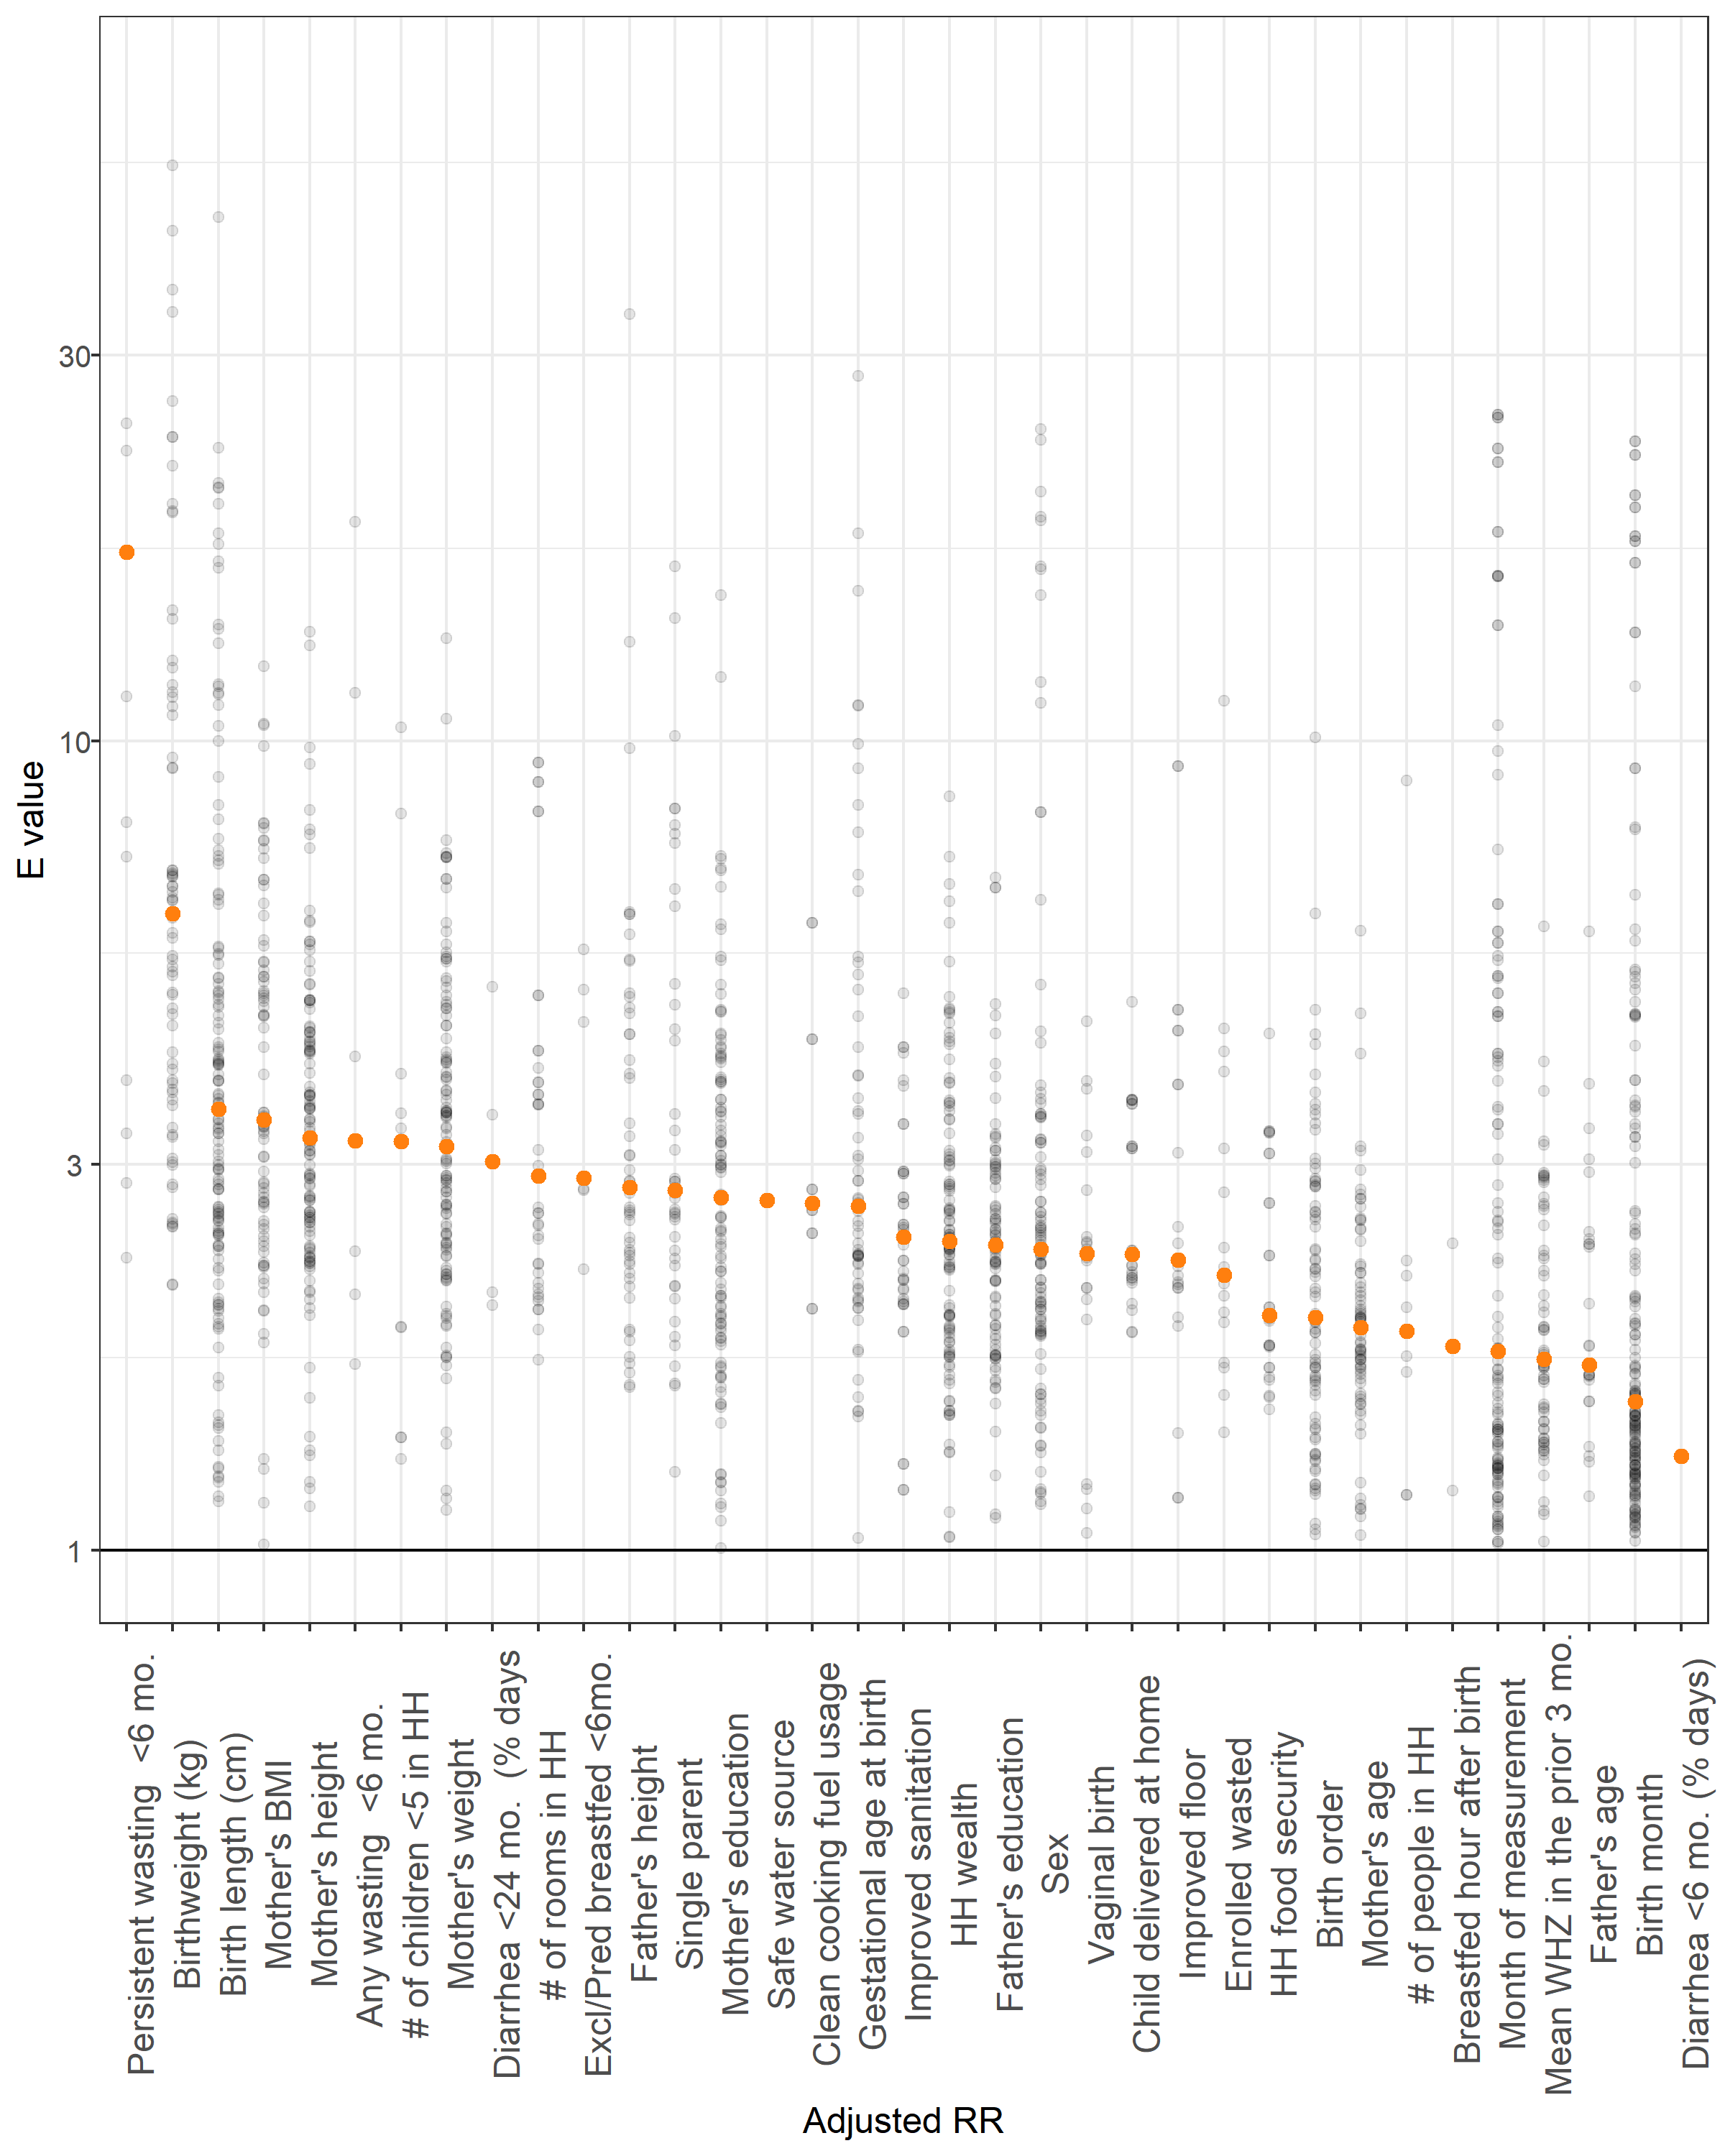 30
10
3
1
E value
Persistent wasting <6 mo.
Birthweight (kg)
Birth length (cm)
Mother's BMI
Mother's height
Any wasting <6 mo.
# of children <5 in HH
Mother's weight
Diarrhea <24 mo. (% days
# of rooms in HH
Excl/Pred breastfed <6mo.
Father's height
Single parent
Mother's education
Safe water source
Clean cooking fuel usage
Gestational age at birth
Improved sanitation
HH wealth
Father's education
Sex
Vaginal birth
Child delivered at home
Improved floor
Enrolled wasted
HH food security
Birth order
Mother's age
# of people in HH
Breastfed hour after birth
Month of measurement
Mean WHZ in the prior 3 mo.
Father's age
Birth month
Diarrhea <6 mo. (% days)
Adjusted RR